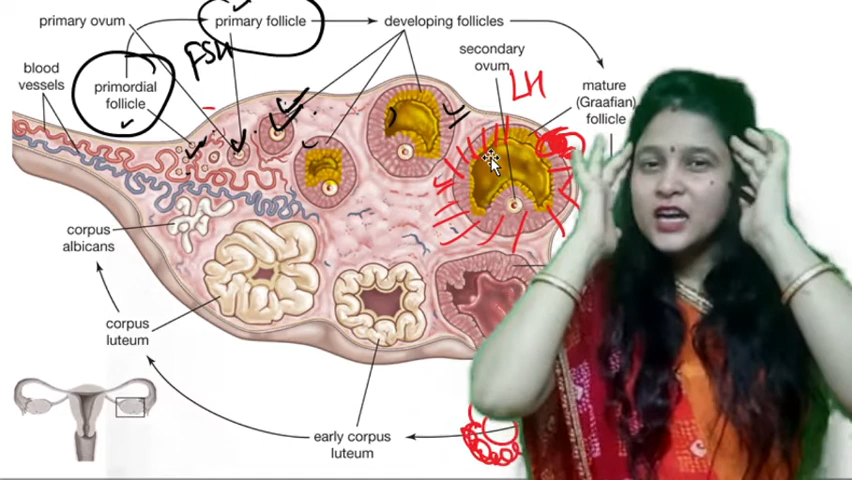 primary ovum
primary follicle
developing follicles
FSH
secondary
ovum
LH
blood
vessels
primordial
follicle
mature
(Graafian)
follicle
corpus
albicans
corpus
luteum
early corpus
luteum